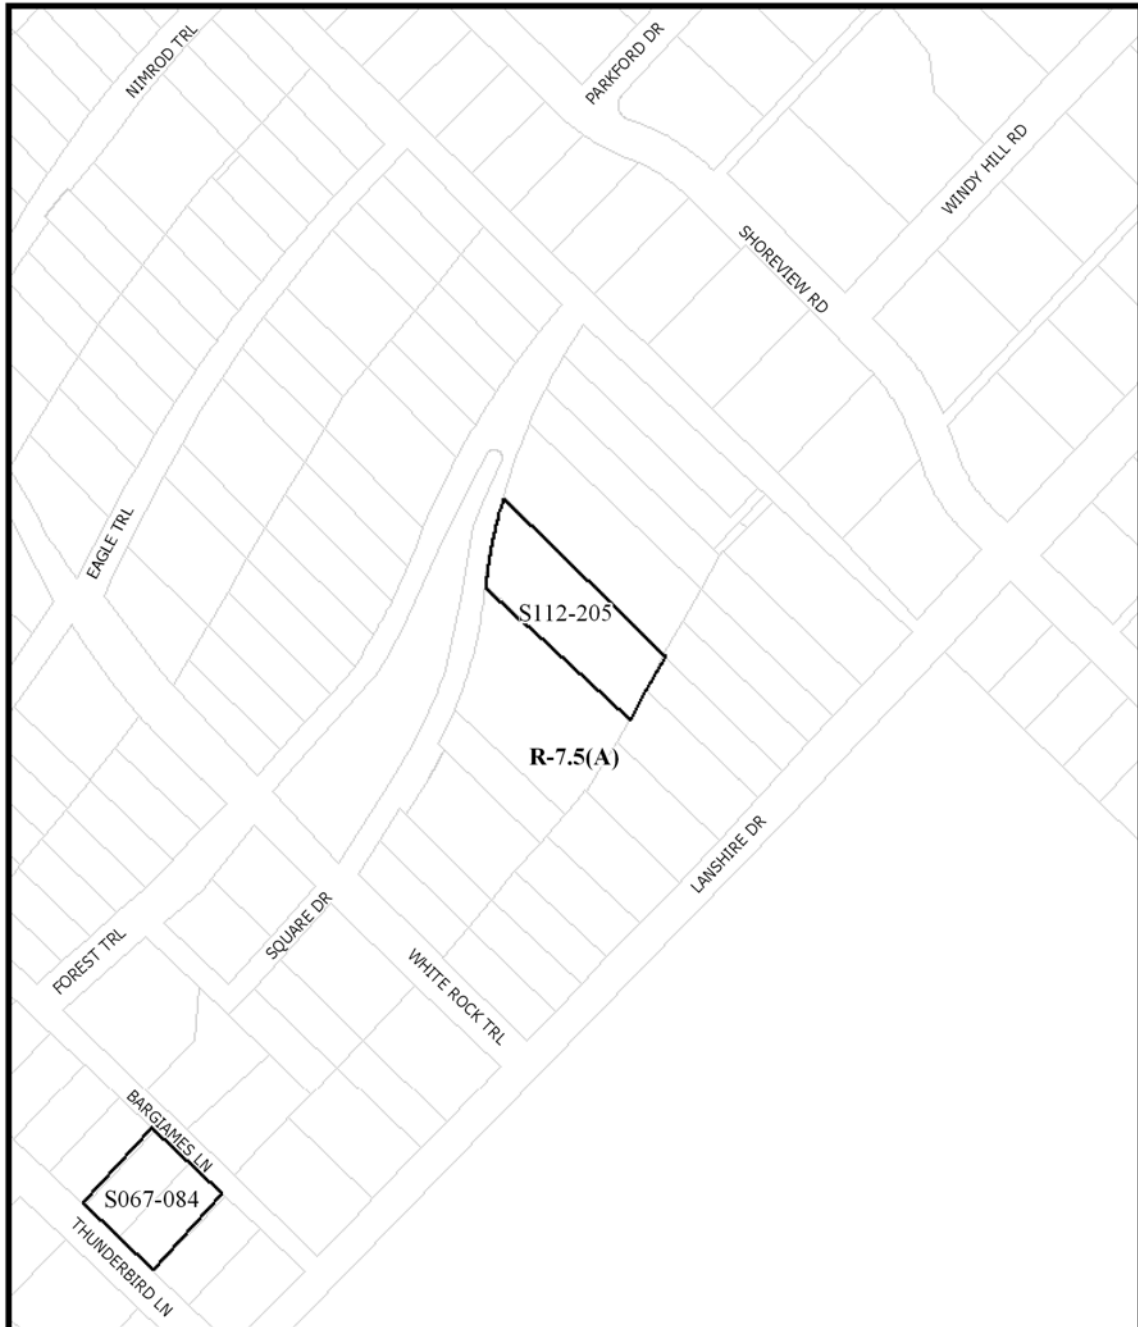 NIMROD TRL
PARKFORD DR
WINDY HILL RD
SHOREVIEW RD
EAGLE TRL
S112-205
R-7.5(A)
LANSHIRE DR
SQUARE DR
FOREST TRL
WHITE ROCK TRL
BARGIAMES LN
S067-084
THUNDERBIRD LN